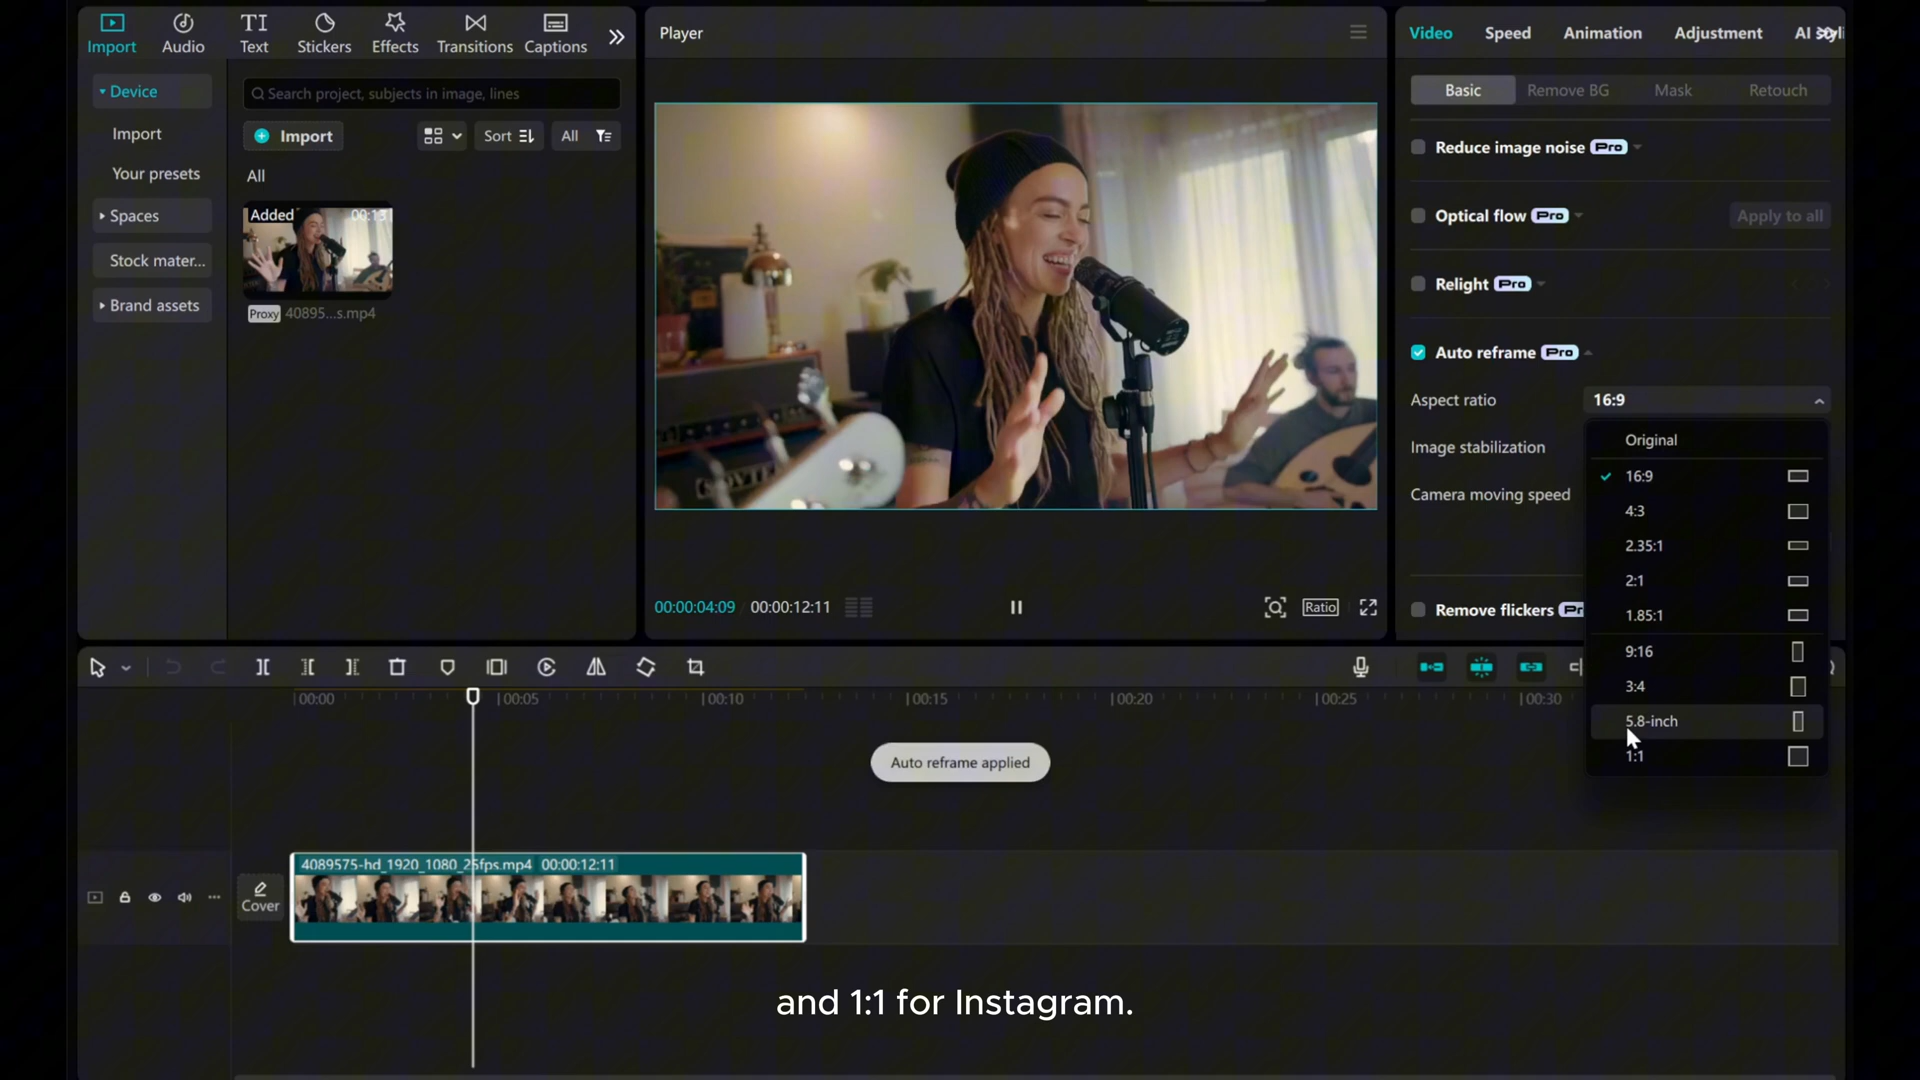 Import
Audio
Text
Stickers
Effects
Transitions
Captions
Device
Import
Your presets
Spaces
Stock mater...
Brand assets
Search project, subjects in image, lines
Import
Sort
All
All
Added
00:13
Proxy 40895...s.mp4
Player
00:00:04:09
00:00:12:11
Ratio
Video
Speed
Animation
Adjustment
Basic
Remove BG
Mask
Retouch
Reduce image noise Pro
Optical flow Pro
Apply to all
Relight Pro
Auto reframe Pro
Aspect ratio
16:9
Image stabilization
Camera moving speed
Remove flickers Pr
Original
16:9
4:3
2.35:1
2:1
1.85:1
9:16
3:4
5.8-inch
1:1
00:00
00:05
00:10
00:15
00:20
00:25
00:30
Auto reframe applied
4089575-hd_1920_1080_25fps.mp4 00:00:12:11
Cover
and 1:1 for Instagram.